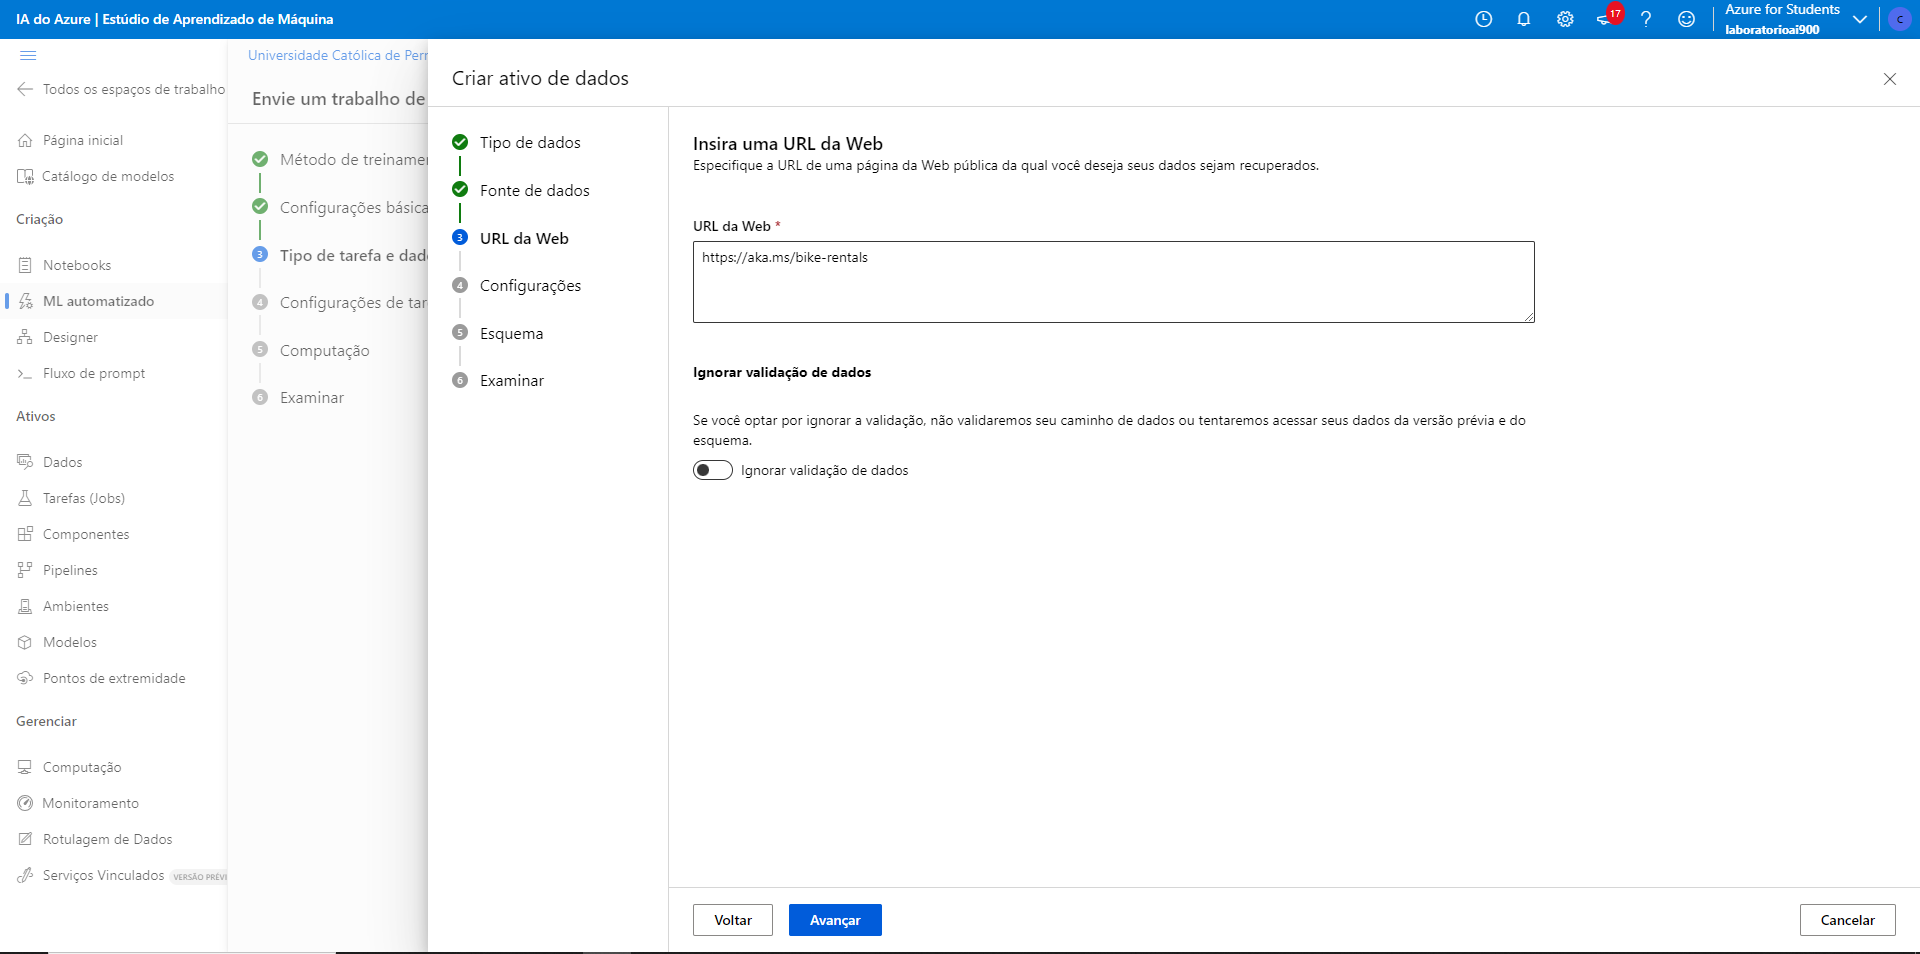 IA do Azure | Estúdio de Aprendizado de Máquina
17
Azure for Students
laboratorioai900
C
Todos os espaços de trabalho
Página inicial
Catálogo de modelos
Criação
Notebooks
ML automatizado
Designer
Fluxo de prompt
Ativos
Dados
Tarefas (Jobs)
Componentes
Pipelines
Ambientes
Modelos
Pontos de extremidade
Gerenciar
Computação
Monitoramento
Rotulagem de Dados
Serviços Vinculados VERSÃO PRÉVI
Universidade Católica de Perr
Envie um trabalho de
Método de treinamer
Configurações básica
3 Tipo de tarefa e dad
4 Configurações de tar
5 Computação
6 Examinar
Criar ativo de dados
Tipo de dados
Fonte de dados
3 URL da Web
4 Configurações
5 Esquema
6 Examinar
Insira uma URL da Web
Especifique a URL de uma página da Web pública da qual você deseja seus dados sejam recuperados.
URL da Web *
https://aka.ms/bike-rentals
Ignorar validação de dados
Se você optar por ignorar a validação, não validaremos seu caminho de dados ou tentaremos acessar seus dados da versão prévia e do
esquema.
Ignorar validação de dados
Voltar
Avançar
Cancelar